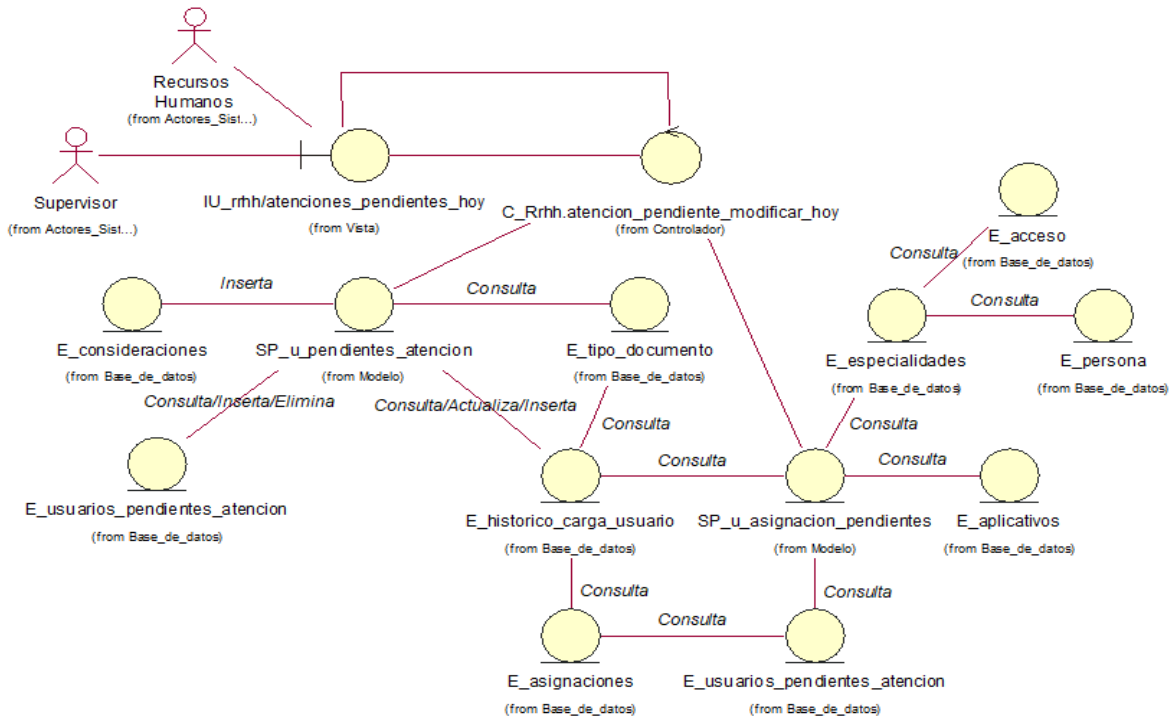 Recursos
Humanos
(from Actores_Sist...)
Supervisor
(from Actores_Sist...)
IU_rrhh/atenciones_pendientes_hoy
(from Vista)
C_Rrhh.atencion_pendiente_modificar_hoy
(from Controlador)
E_acceso
(from Base_de_datos)
Consulta
Inserta
Consulta
Consulta
E_consideraciones
(from Base_de_datos)
SP_u_pendientes_atencion
(from Modelo)
E_tipo_documento
(from Base_de_datos)
E_especialidades
(from Base_de_datos)
E_persona
(from Base_de_datos)
Consulta/Inserta/Elimina
Consulta/Actualiza/Inserta
Consulta
Consulta
Consulta
Consulta
E_usuarios_pendientes_atencion
(from Base_de_datos)
E_historico_carga_usuario
(from Base_de_datos)
SP_u_asignacion_pendientes
(from Modelo)
E_aplicativos
(from Base_de_datos)
Consulta
Consulta
Consulta
E_asignaciones
(from Base_de_datos)
E_usuarios_pendientes_atencion
(from Base_de_datos)